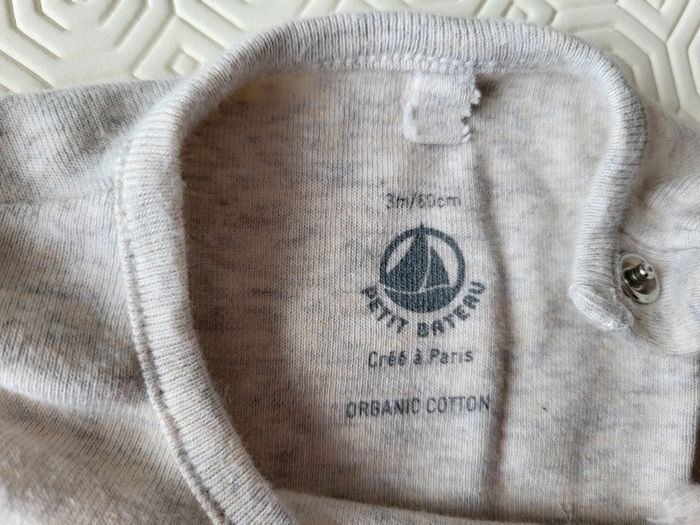 3m/60cm
PETIT BATEAU
Créé à Paris
ORGANIC COTTON